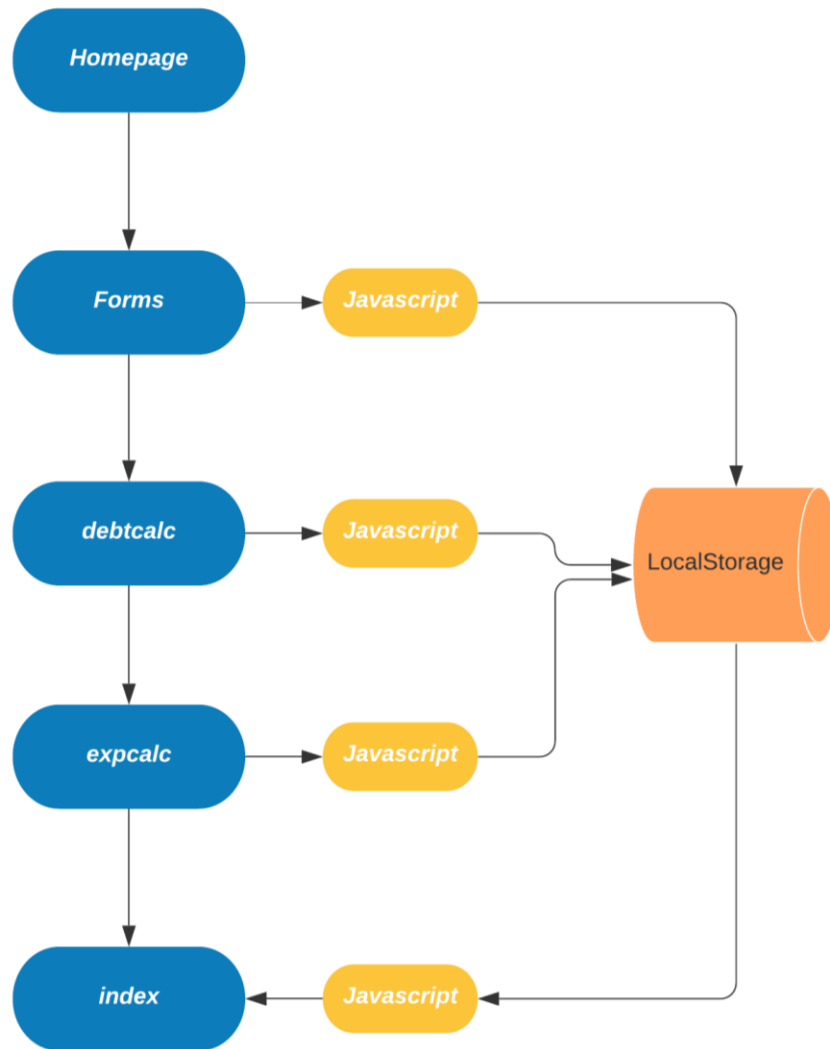 Homepage
Forms
Javascript
debtcalc
Javascript
LocalStorage
expcalc
Javascript
index
Javascript